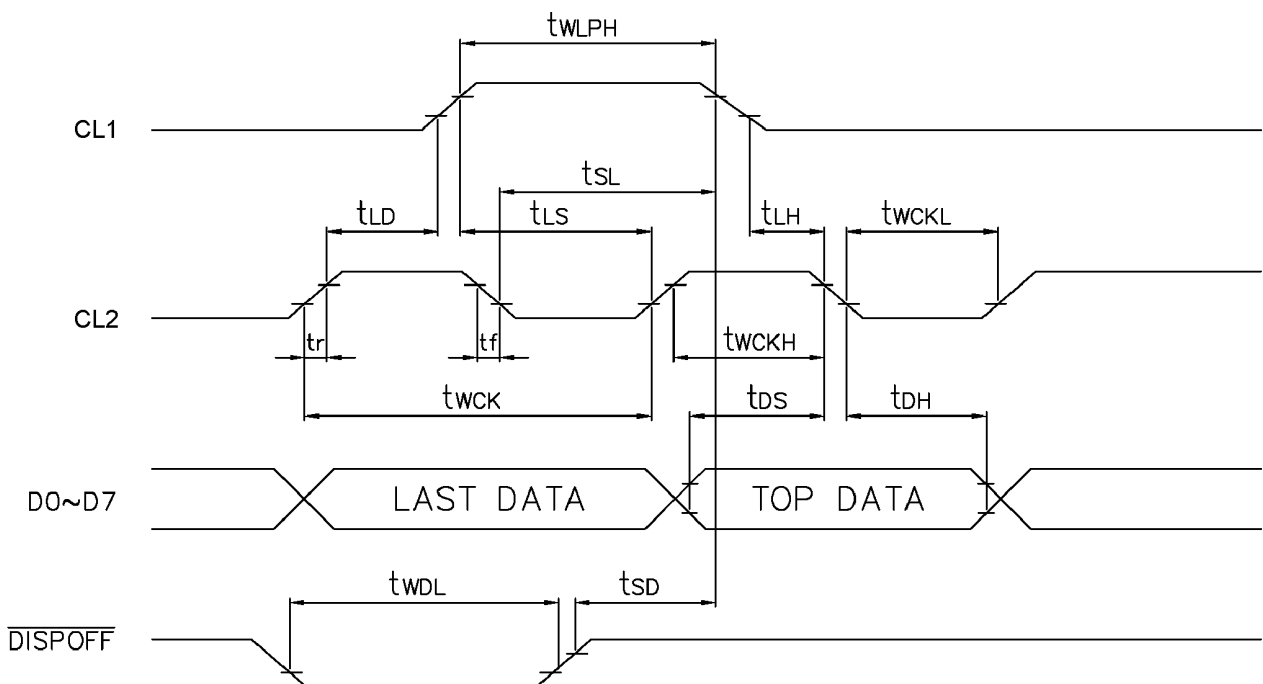 tWLPH
CL1
tSL
tLD
tLS
tLH
tWCKL
CL2
tr
tf
tWCKH
tWCK
tDS
tDH
D0~D7
LAST DATA
TOP DATA
tWDL
tSD
DISPOFF